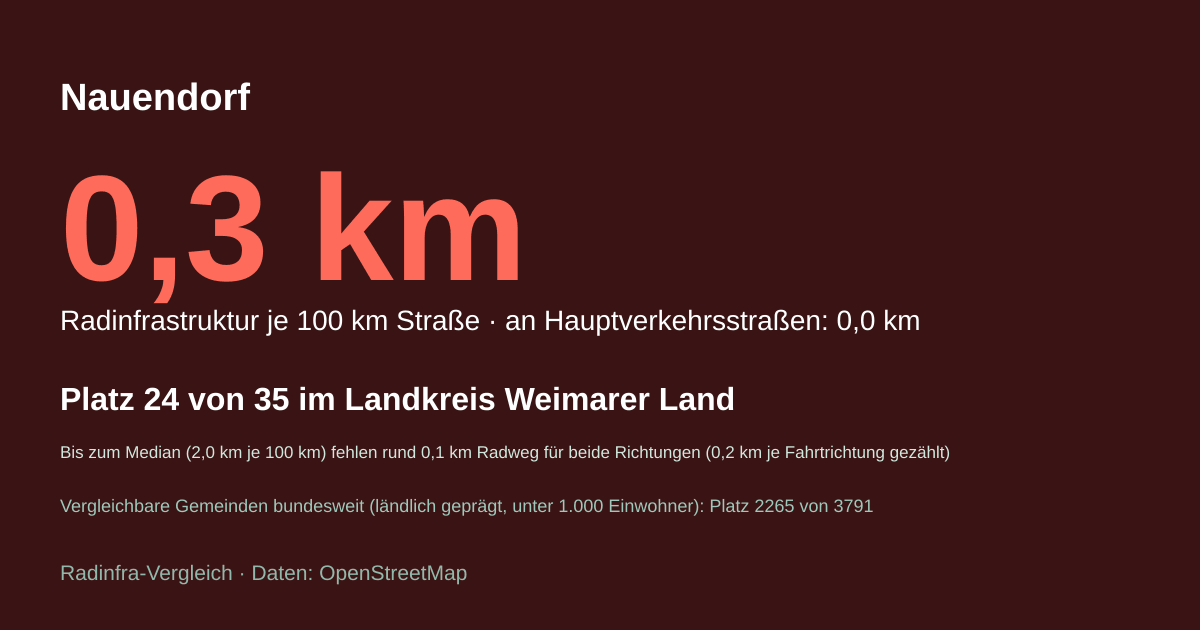 Nauendorf
0,3 km
Radinfrastruktur je 100 km Straße · an Hauptverkehrsstraßen: 0,0 km
Platz 24 von 35 im Landkreis Weimarer Land
Bis zum Median (2,0 km je 100 km) fehlen rund 0,1 km Radweg für beide Richtungen (0,2 km je Fahrtrichtung gezählt)
Vergleichbare Gemeinden bundesweit (ländlich geprägt, unter 1.000 Einwohner): Platz 2265 von 3791
Radinfra-Vergleich · Daten: OpenStreetMap